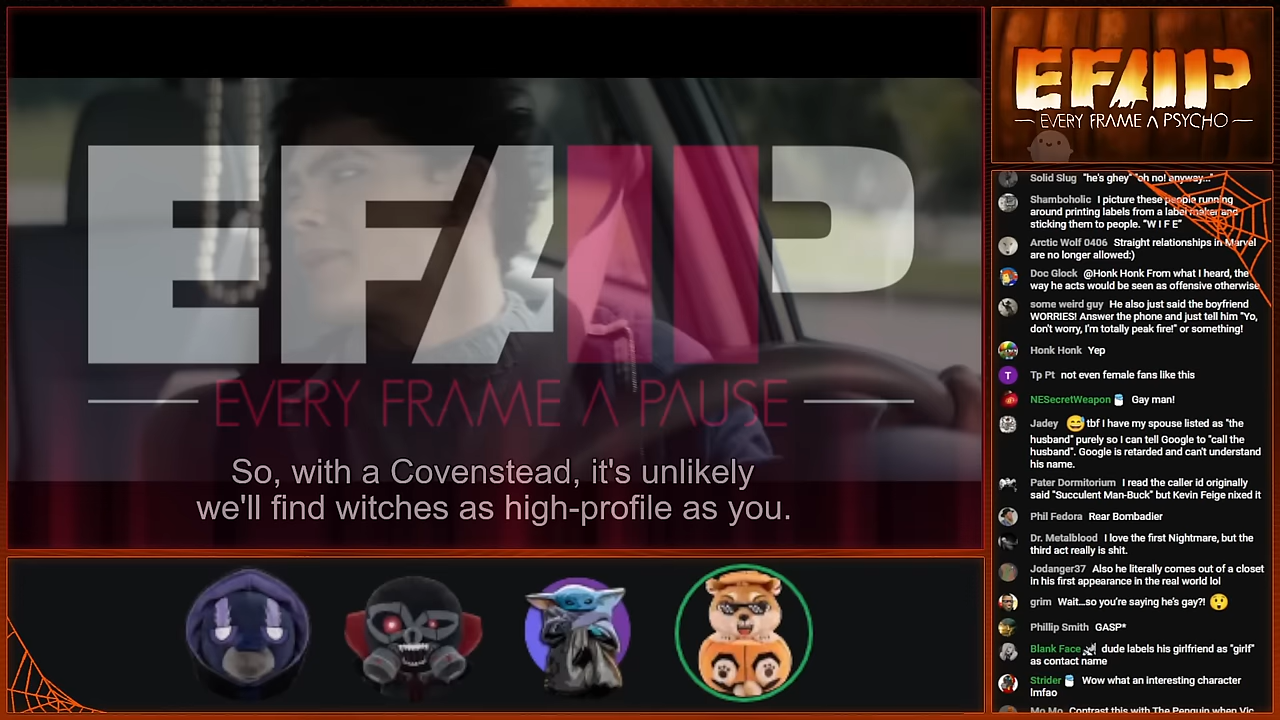 EFAP
EVERY FRAME A PAUSE
So, with a Covenstead, it's unlikely
we'll find witches as high-profile as you.
EFAP
EVERY FRAME A PSYCHO
Solid Slug "he's ghey" "oh no! anyway..."
Shamboholic I picture these people running
around printing labels from a label maker and
sticking them to people. "W I F E"
Arctic Wolf 0406 Straight relationships in Marvel
are no longer allowed:)
Doc Glock @Honk Honk From what I heard, the
way he acts would be seen as offensive otherwise
some weird guy He also just said the boyfriend
WORRIES! Answer the phone and just tell him "Yo,
don't worry, I'm totally peak fire!" or something!
Honk Honk Yep
T
Tp Pt not even female fans like this
NESecretWeapon Gay man!
Jadey 😅 tbf I have my spouse listed as "the
husband" purely so I can tell Google to "call the
husband". Google is retarded and can't understand
his name.
Pater Dormitorium I read the caller id originally
said "Succulent Man-Buck" but Kevin Feige nixed it
Phil Fedora Rear Bombadier
Dr. Metalblood I love the first Nightmare, but the
third act really is shit.
Jodanger37 Also he literally comes out of a closet
in his first appearance in the real world lol
grim Wait...so you're saying he's gay?! 😲
Phillip Smith GASP*
Blank Face dude labels his girlfriend as "girlf"
as contact name
Strider Wow what an interesting character
lmfao
Mo Mo Contrast this with The Penguin when Vic